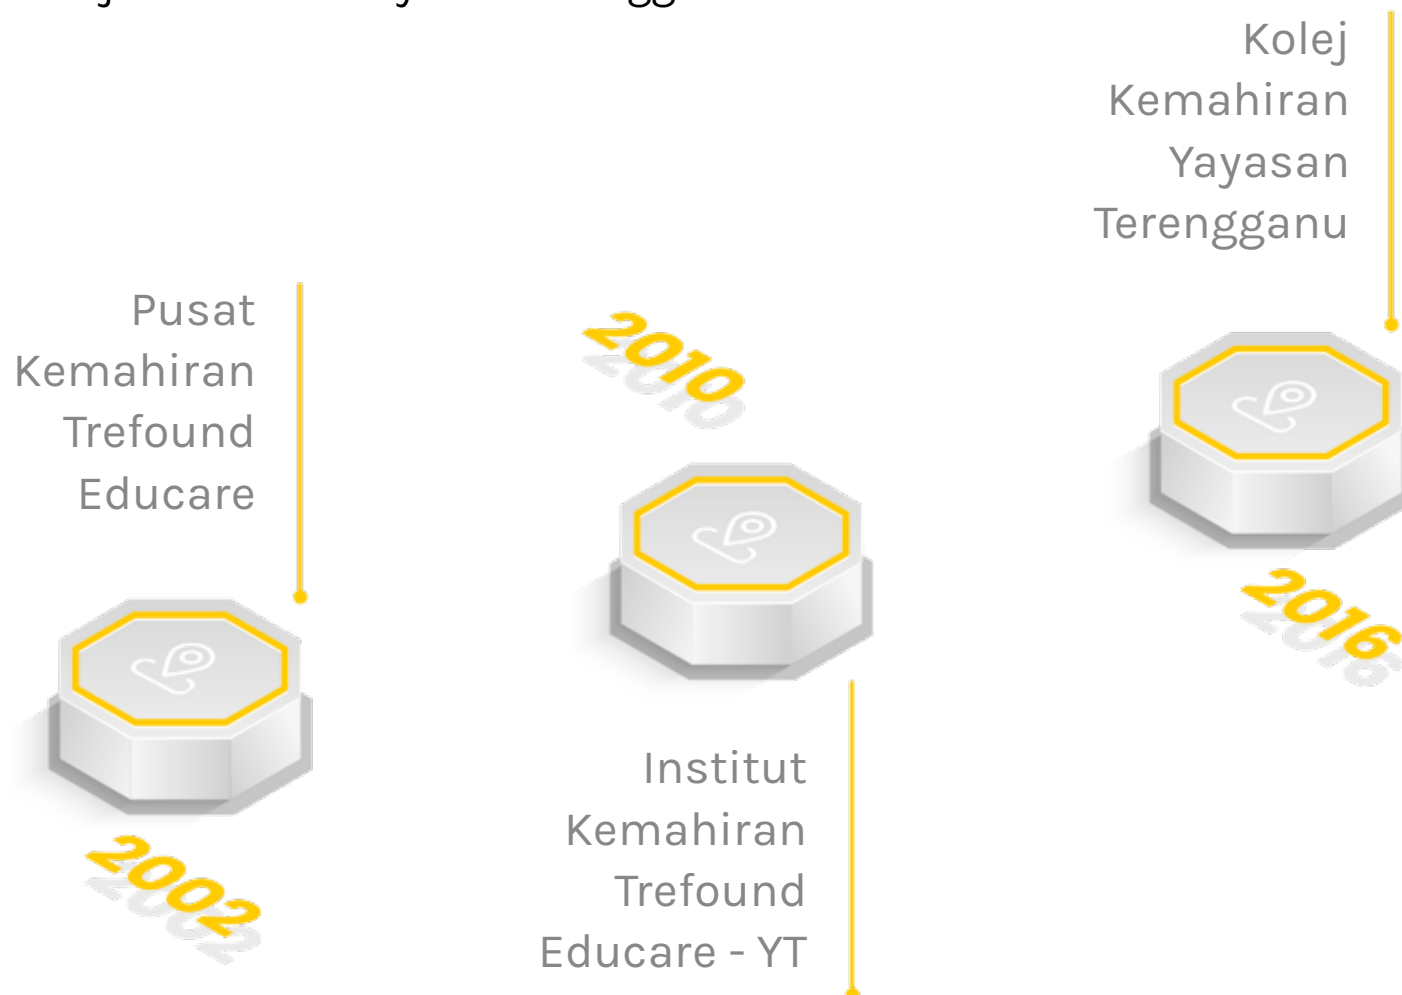 Kolej
Kemahiran
Yayasan
Terengganu
2016
Pusat
Kemahiran
Trefound
Educare
2002
2010
Institut
Kemahiran
Trefound
Educare - YT